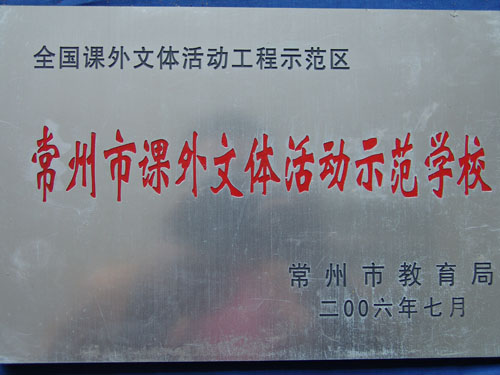 全国课外文体活动工程示范区
常州市课外文体活动示范学校
常州市教育局
二00六年七月